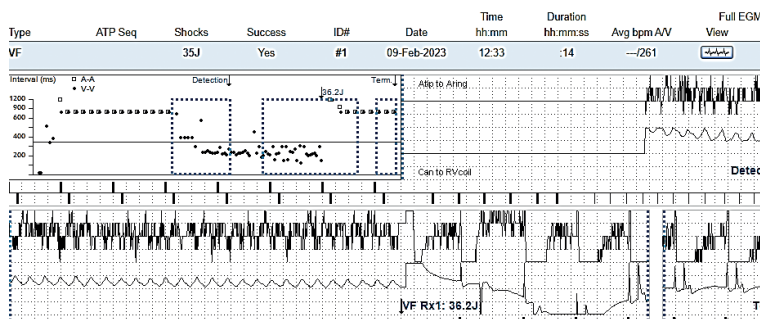 Time Duration Full EGM
Type ATP Seq Shocks Success ID# Date hh:mm hh:mm:ss Avg bpm A/V View
VF 35J Yes #1 09-Feb-2023 12:33 :14 ---/261
Interval (ms) A-A Detection Term. Atip to Aring
V-V
36.2J
1200
900
600
400
200
Can to RVcoil Detec
VF Rx1: 36.2J T